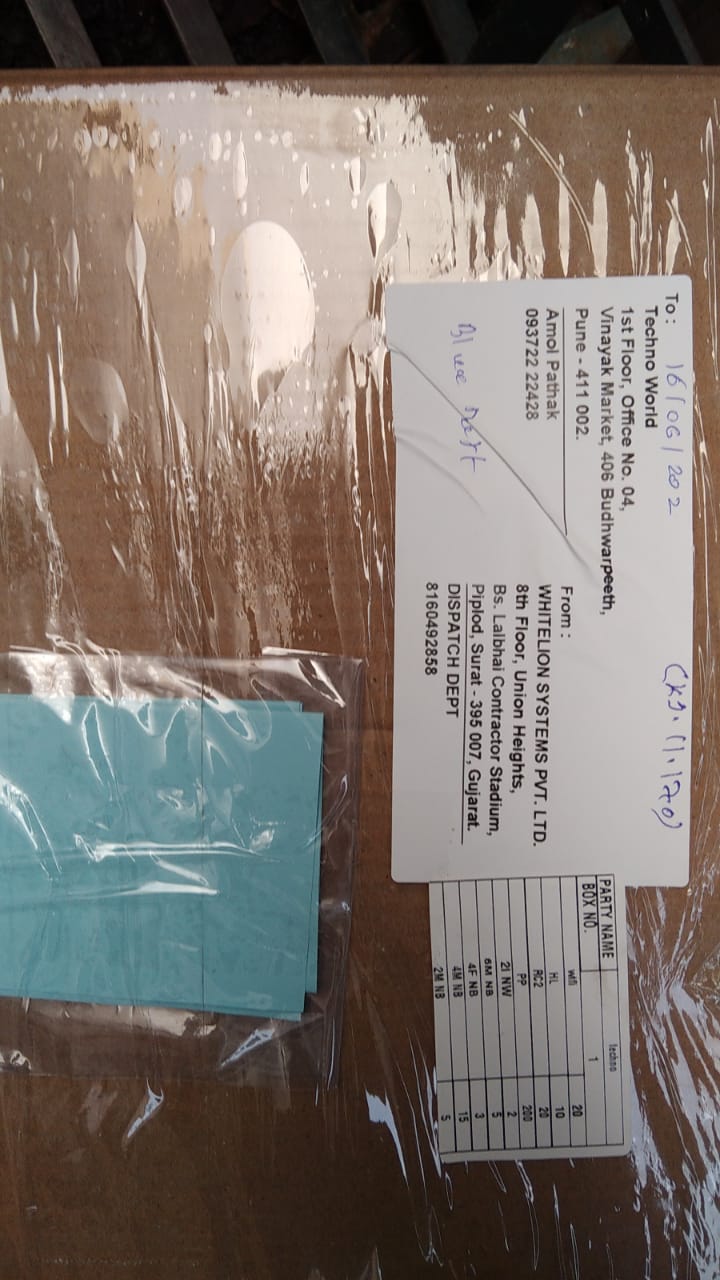 To: 16/06/202
(Kg. 11.170)
Techno World
1st Floor, Office No. 04,
Vinayak Market, 406 Budhwarpeeth,
Pune - 411 002.
Amol Pathak
093722 22428
Blue Dart
From :
WHITELION SYSTEMS PVT. LTD.
8th Floor, Union Heights,
Bs. Lalbhai Contractor Stadium,
Piplod, Surat - 395 007, Gujarat.
DISPATCH DEPT
8160492858
PARTY NAME techno
BOX NO. 1
wifi 20
HL 10
RC2 20
PP 200
2I NW 2
6M NB 5
4F NB 3
4M NB 15
2M NB 5